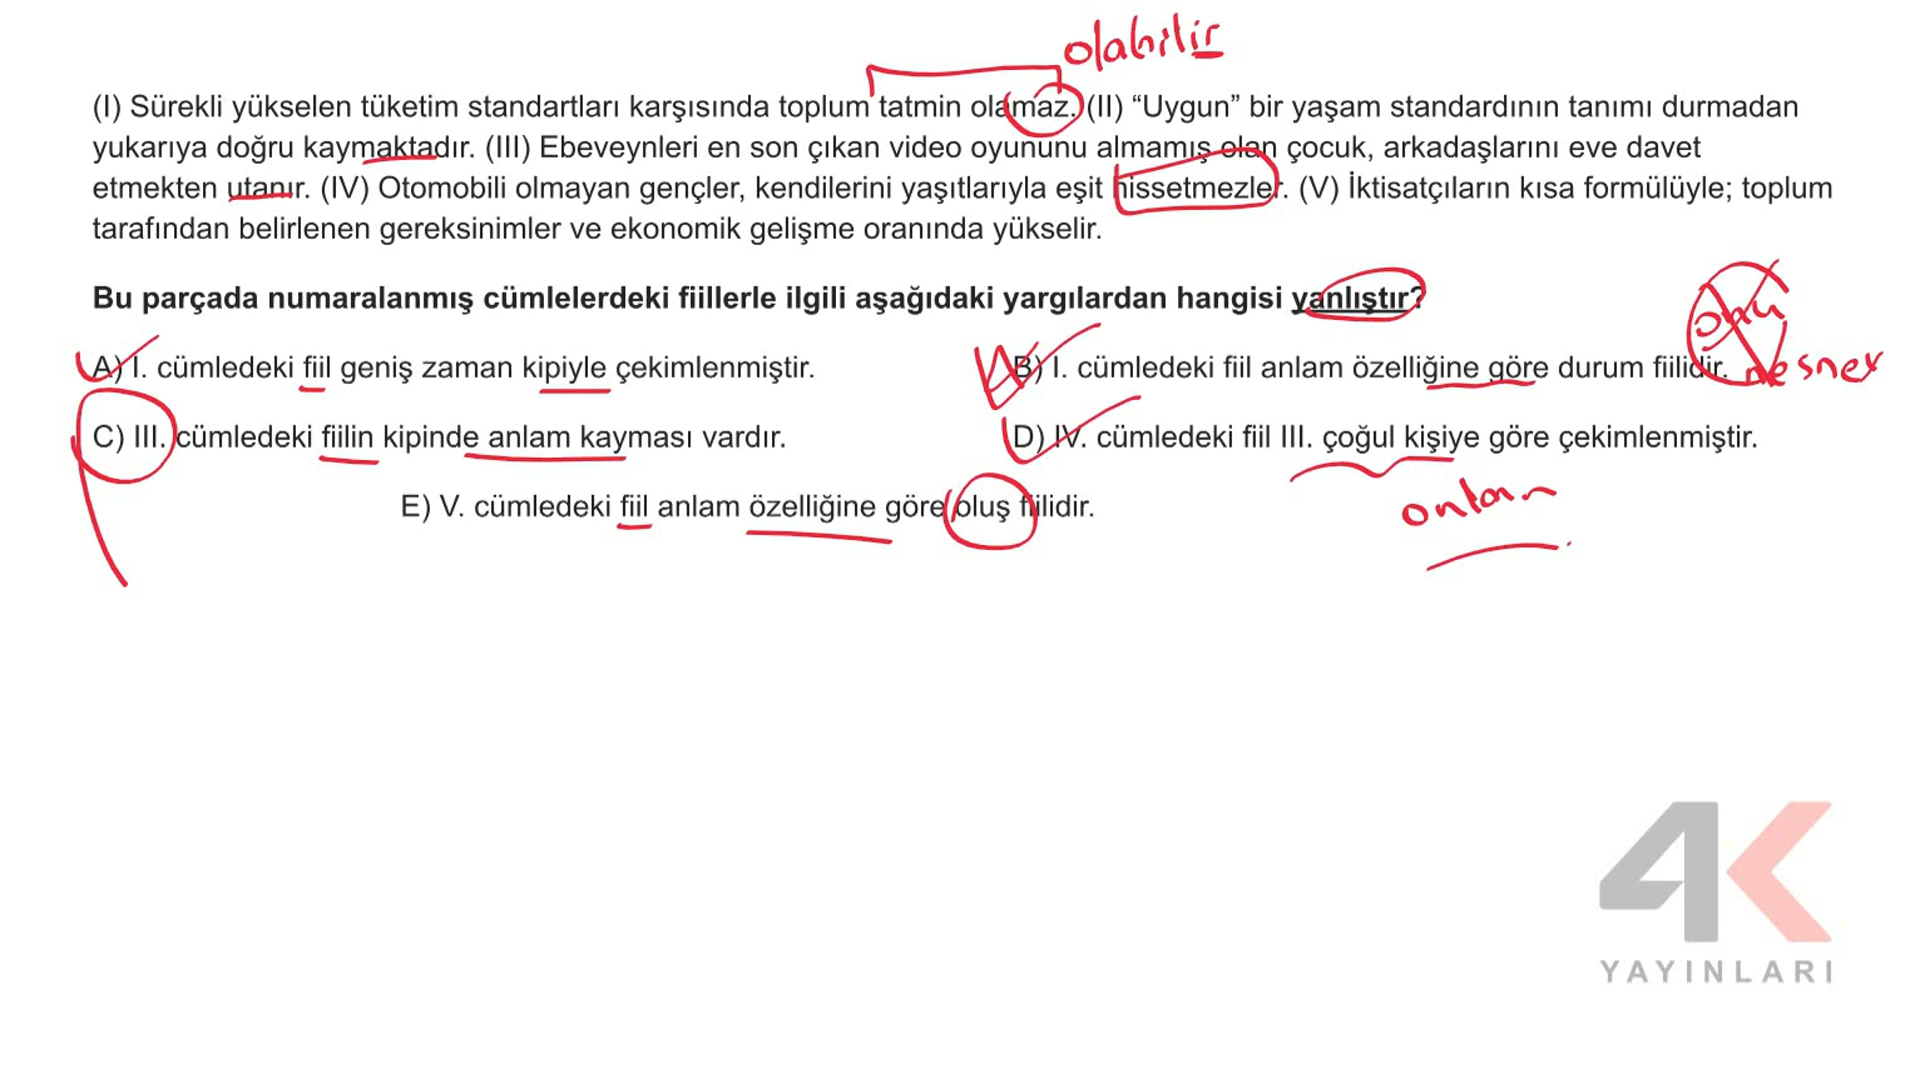 olabilir
(I) Sürekli yükselen tüketim standartları karşısında toplum tatmin olamaz. (II) “Uygun” bir yaşam standardının tanımı durmadan
yukarıya doğru kaymaktadır. (III) Ebeveynleri en son çıkan video oyununu almamış olan çocuk, arkadaşlarını eve davet
etmekten utanır. (IV) Otomobili olmayan gençler, kendilerini yaşıtlarıyla eşit hissetmezler. (V) İktisatçıların kısa formülüyle; toplum
tarafından belirlenen gereksinimler ve ekonomik gelişme oranında yükselir.
Bu parçada numaralanmış cümlelerdeki fiillerle ilgili aşağıdaki yargılardan hangisi yanlıştır?
onu
nesnex
A) I. cümledeki fiil geniş zaman kipiyle çekimlenmiştir.
B) I. cümledeki fiil anlam özelliğine göre durum fiilidir.
C) III. cümledeki fiilin kipinde anlam kayması vardır.
D) IV. cümledeki fiil III. çoğul kişiye göre çekimlenmiştir.
onlar
E) V. cümledeki fiil anlam özelliğine göre oluş fiilidir.
4K
YAYINLARI